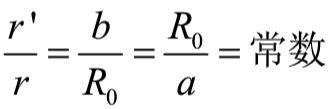 r'/r = b/R₀ = R₀/a = 常数